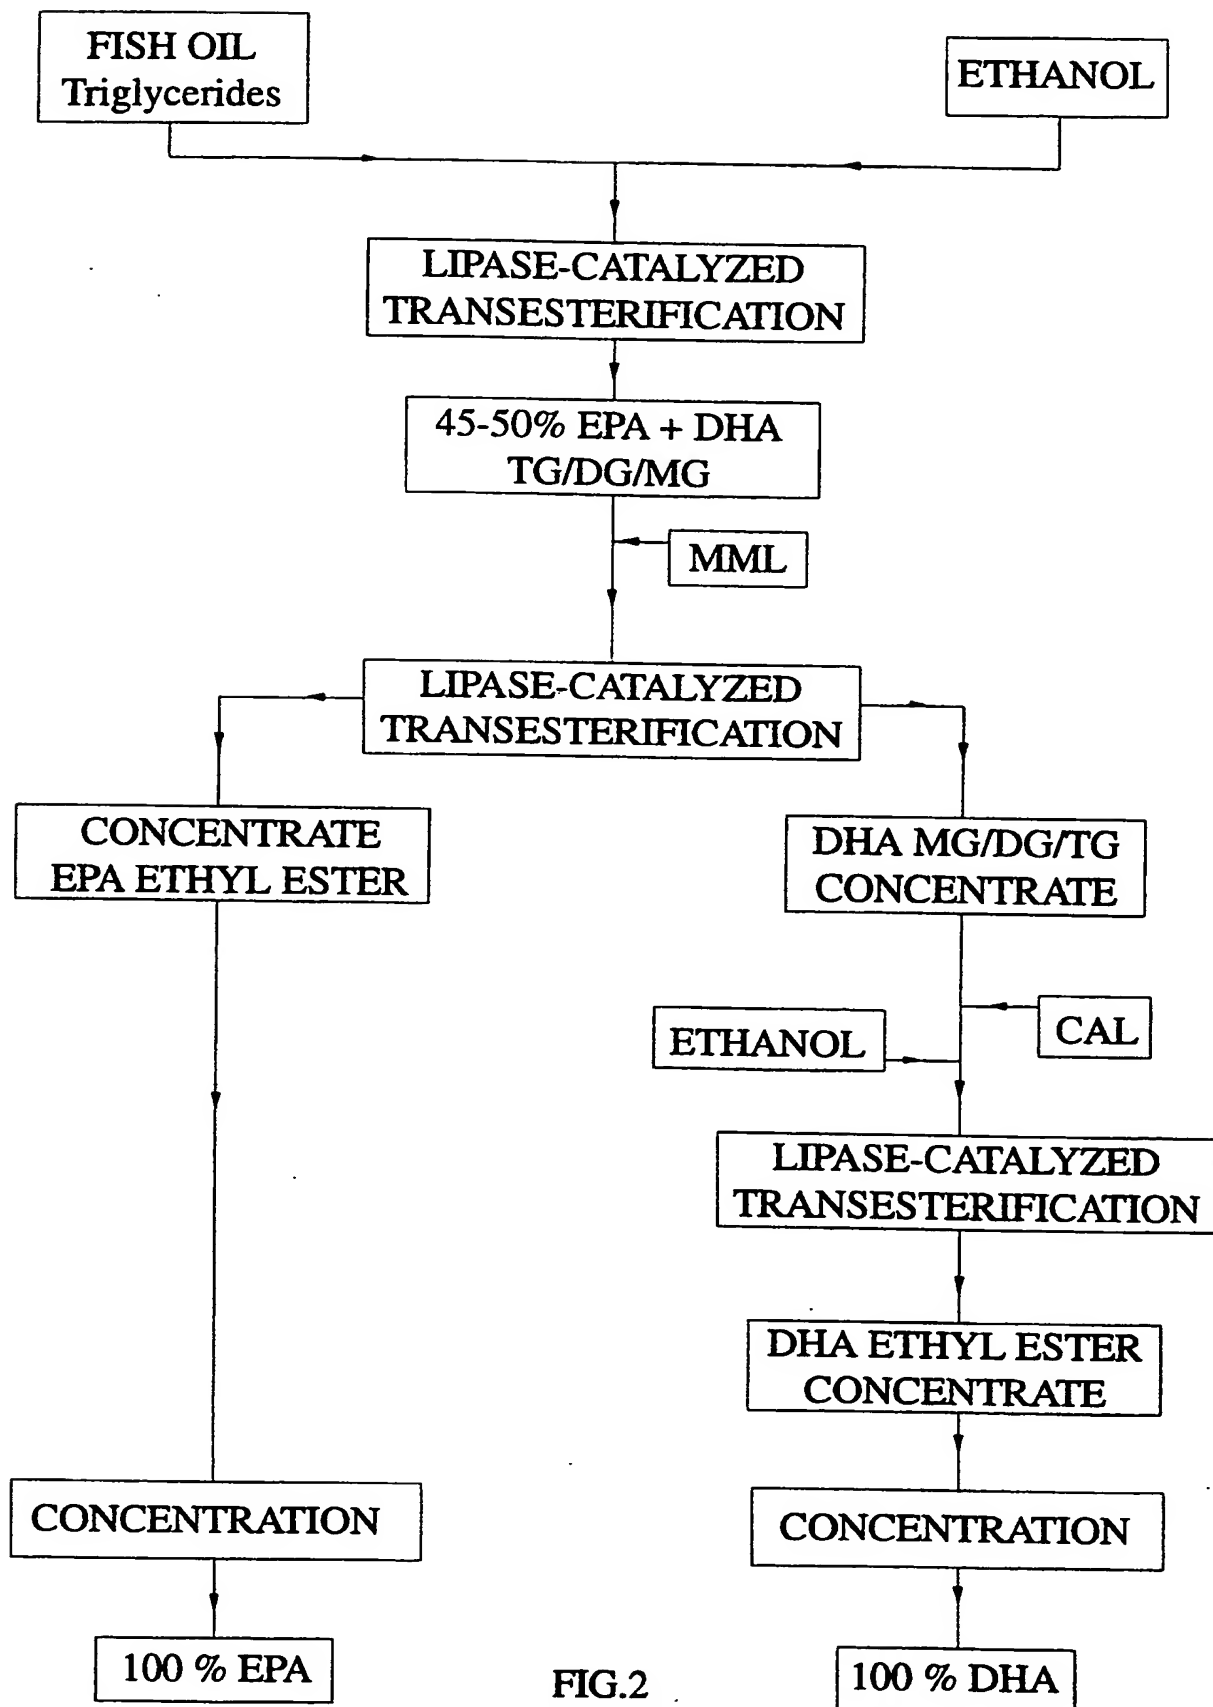 FISH OIL
Triglycerides
ETHANOL
LIPASE-CATALYZED
TRANSESTERIFICATION
45-50% EPA + DHA
TG/DG/MG
MML
LIPASE-CATALYZED
TRANSESTERIFICATION
CONCENTRATE
EPA ETHYL ESTER
DHA MG/DG/TG
CONCENTRATE
CAL
ETHANOL
LIPASE-CATALYZED
TRANSESTERIFICATION
DHA ETHYL ESTER
CONCENTRATE
CONCENTRATION
CONCENTRATION
100 % EPA
100 % DHA
FIG.2